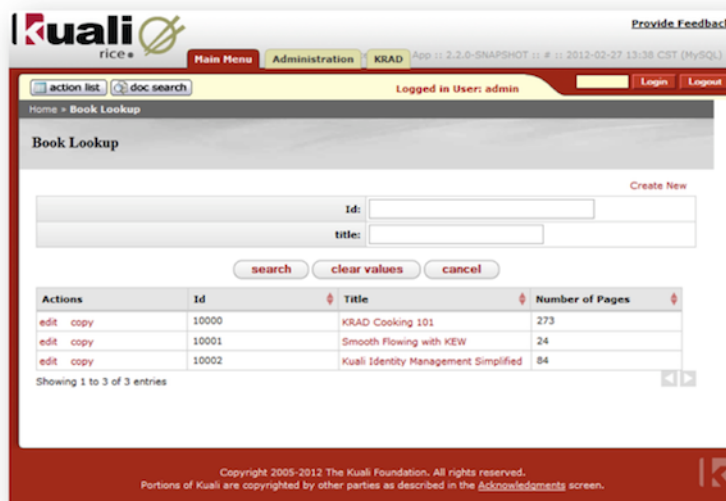 kuali
rice
Provide Feedback
Main Menu Administration KRAD App :: 2.2.0-SNAPSHOT :: # :: 2012-02-27 13:38 CST (MySQL)
action list doc search Logged in User: admin Login Logout
Home » Book Lookup
Book Lookup
Create New
Id:
title:
search clear values cancel
Actions Id Title Number of Pages
edit copy 10000 KRAD Cooking 101 273
edit copy 10001 Smooth Flowing with KEW 24
edit copy 10002 Kuali Identity Management Simplified 84
Showing 1 to 3 of 3 entries
Copyright 2005-2012 The Kuali Foundation. All rights reserved.
Portions of Kuali are copyrighted by other parties as described in the Acknowledgments screen.